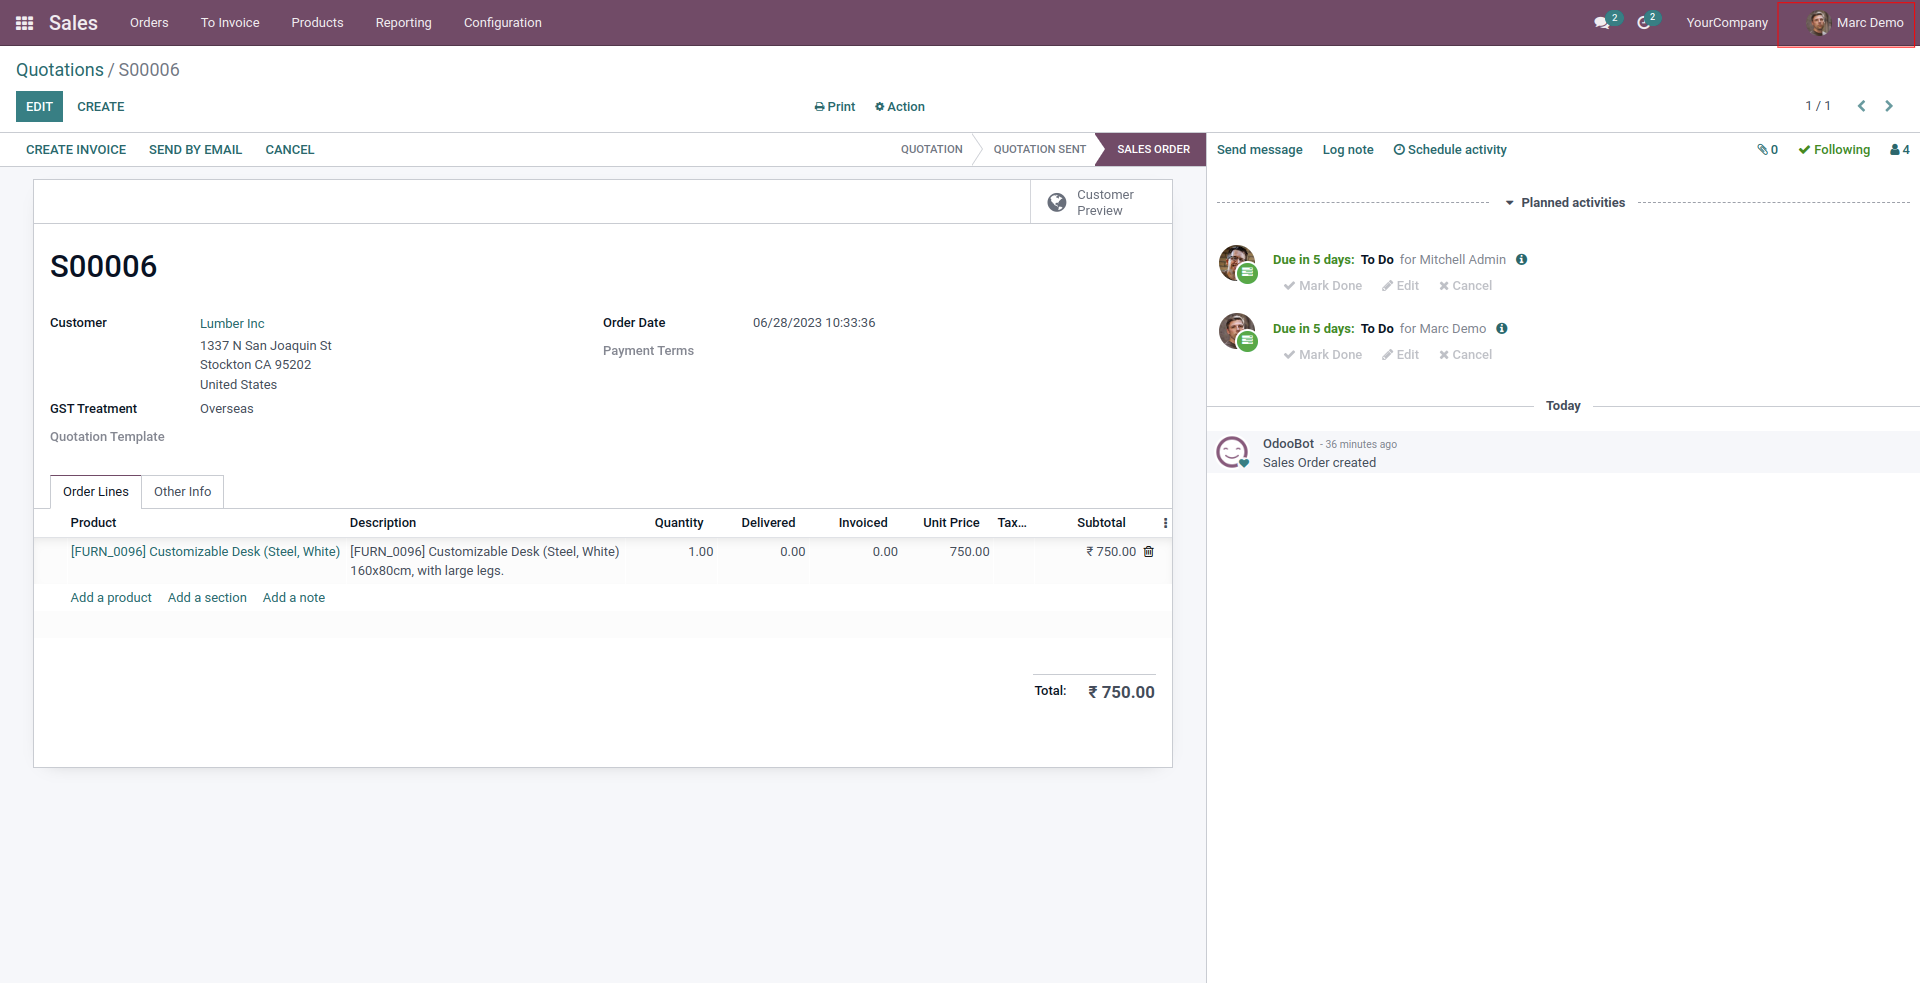 Sales Orders To Invoice Products Reporting Configuration 2 2 YourCompany Marc Demo
Quotations / S00006
EDIT CREATE Print Action 1 / 1
CREATE INVOICE SEND BY EMAIL CANCEL QUOTATION QUOTATION SENT SALES ORDER
Customer
Preview
S00006
Customer Lumber Inc
1337 N San Joaquin St
Stockton CA 95202
United States
Order Date 06/28/2023 10:33:36
Payment Terms
GST Treatment Overseas
Quotation Template
Order Lines Other Info
Product Description Quantity Delivered Invoiced Unit Price Tax... Subtotal
[FURN_0096] Customizable Desk (Steel, White) [FURN_0096] Customizable Desk (Steel, White) 1.00 0.00 0.00 750.00 ₹ 750.00
160x80cm, with large legs.
Add a product Add a section Add a note
Total: ₹ 750.00
Send message Log note Schedule activity 0 Following 4
Planned activities
Due in 5 days: To Do for Mitchell Admin
Mark Done Edit Cancel
Due in 5 days: To Do for Marc Demo
Mark Done Edit Cancel
Today
OdooBot - 36 minutes ago
Sales Order created